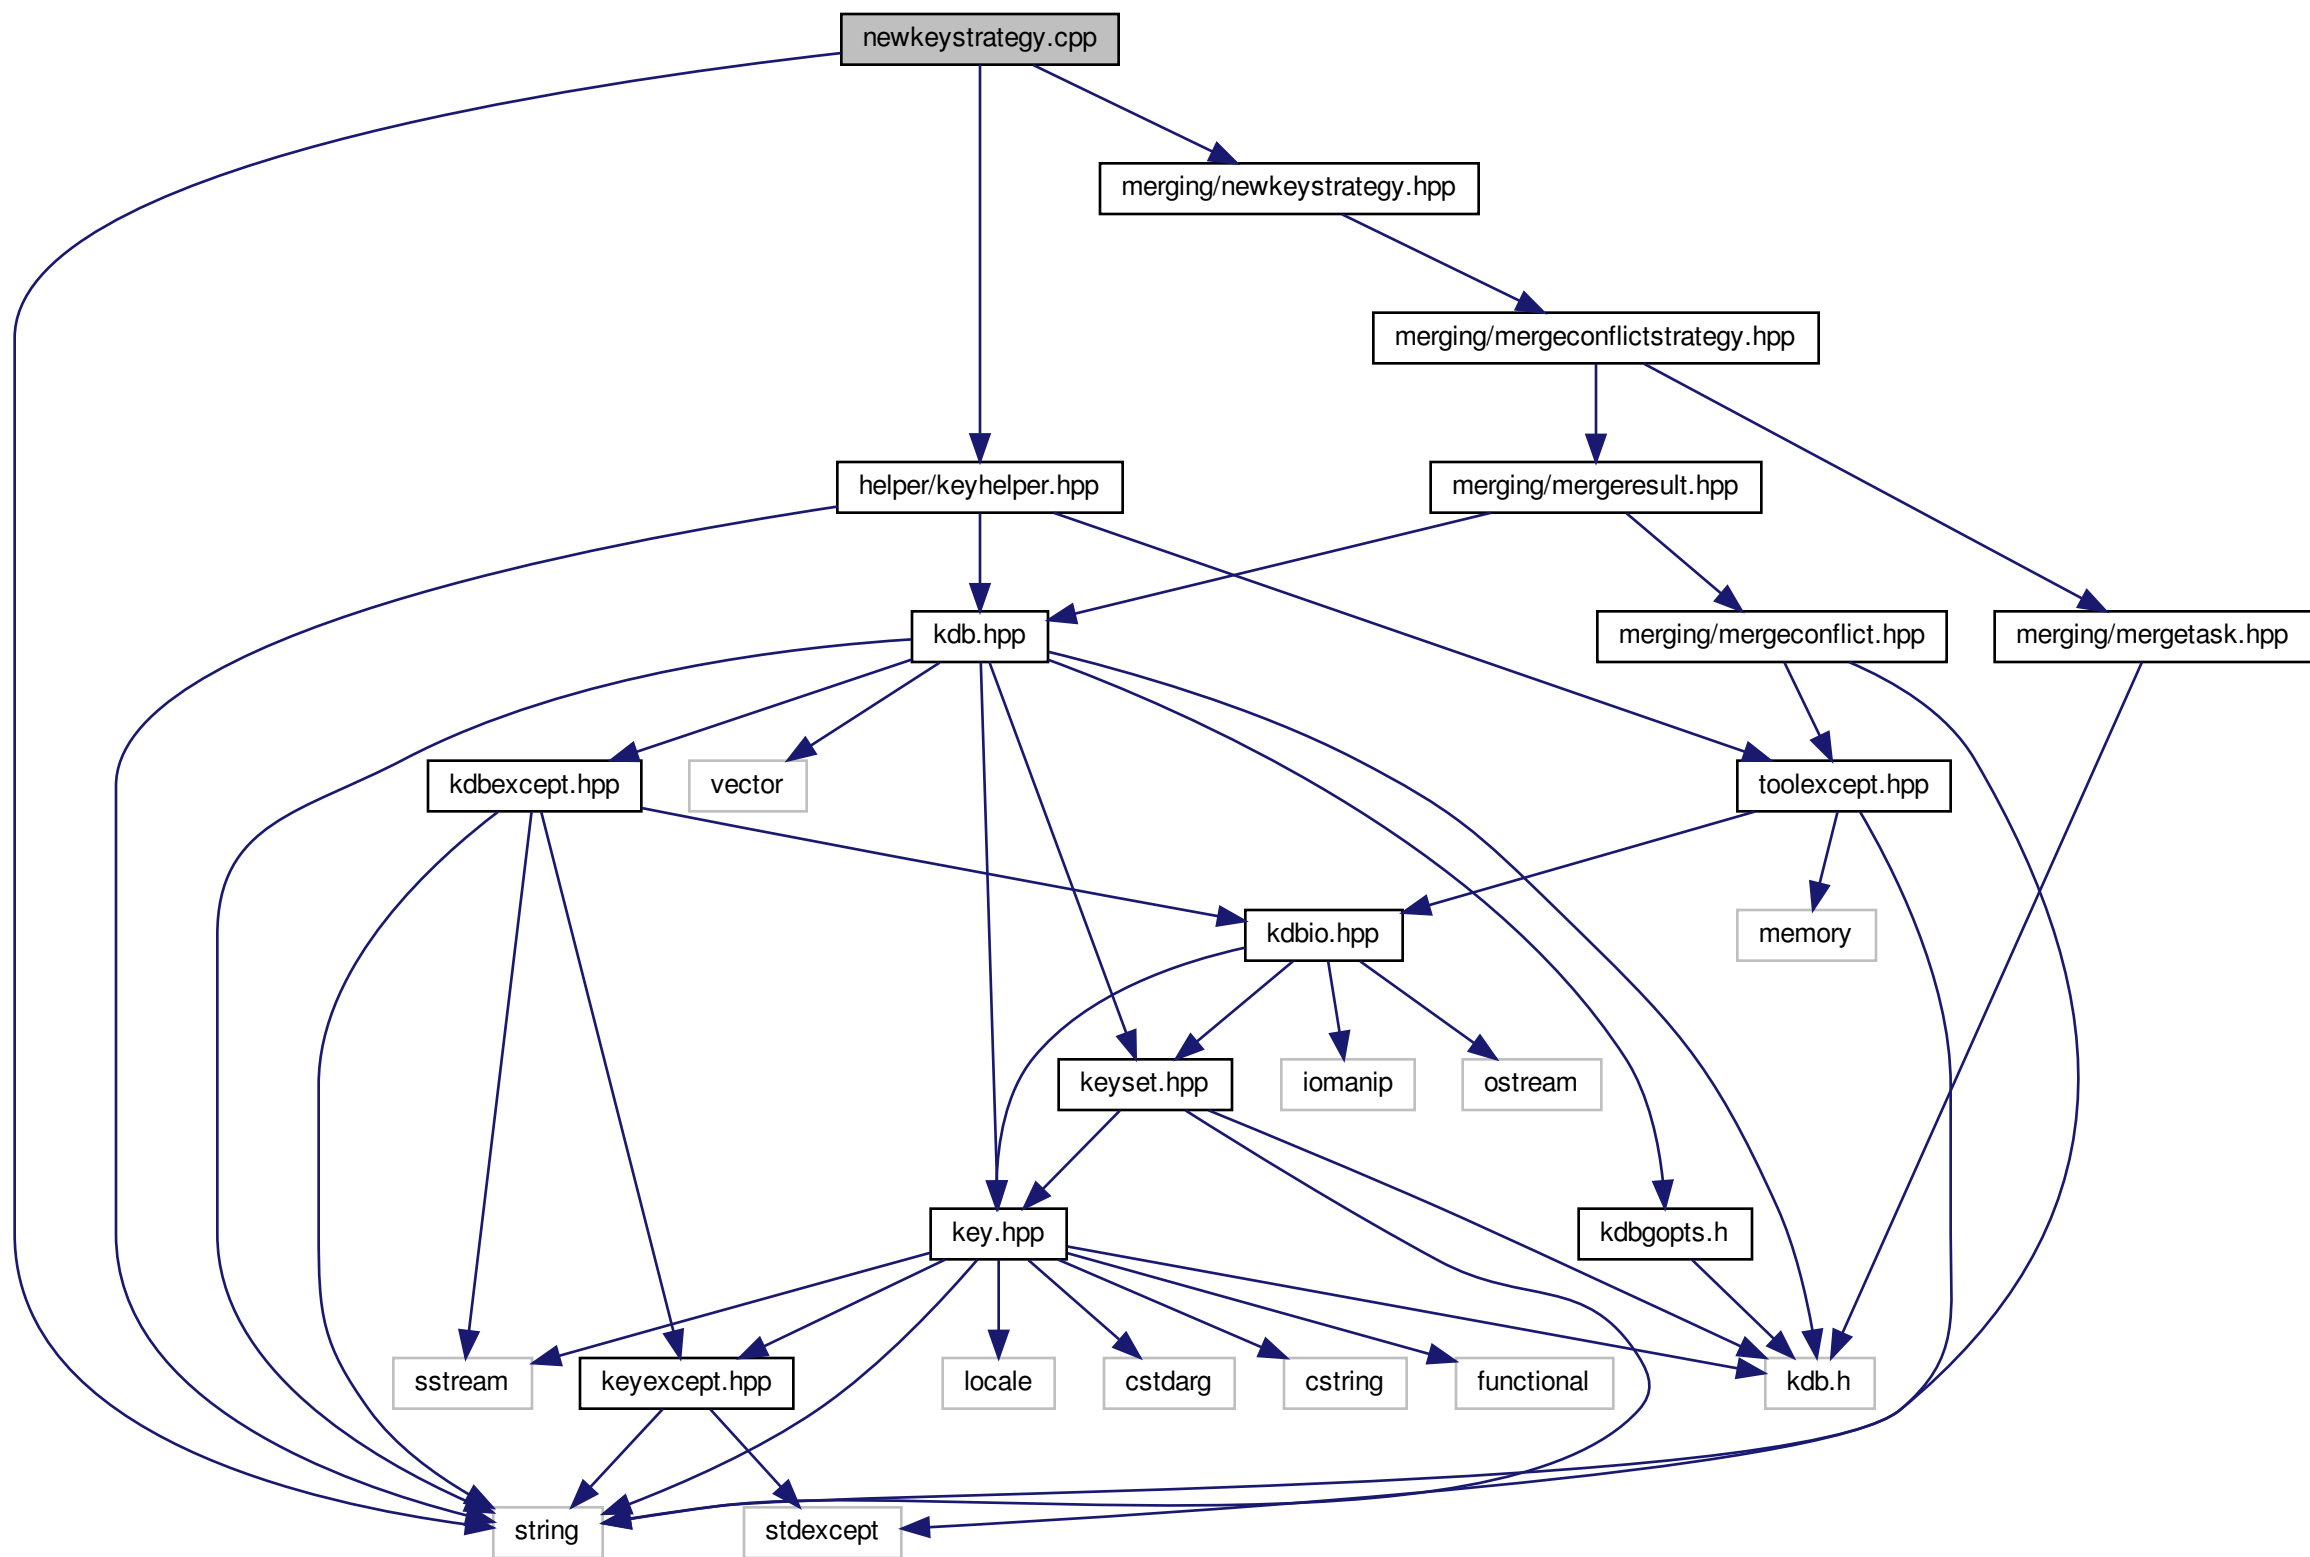 newkeystrategy.cpp
merging/newkeystrategy.hpp
merging/mergeconflictstrategy.hpp
helper/keyhelper.hpp
merging/mergeresult.hpp
kdb.hpp
merging/mergeconflict.hpp
merging/mergetask.hpp
kdbexcept.hpp
vector
toolexcept.hpp
kdbio.hpp
memory
keyset.hpp
iomanip
ostream
key.hpp
kdbgopts.h
sstream
keyexcept.hpp
locale
cstdarg
cstring
functional
kdb.h
string
stdexcept